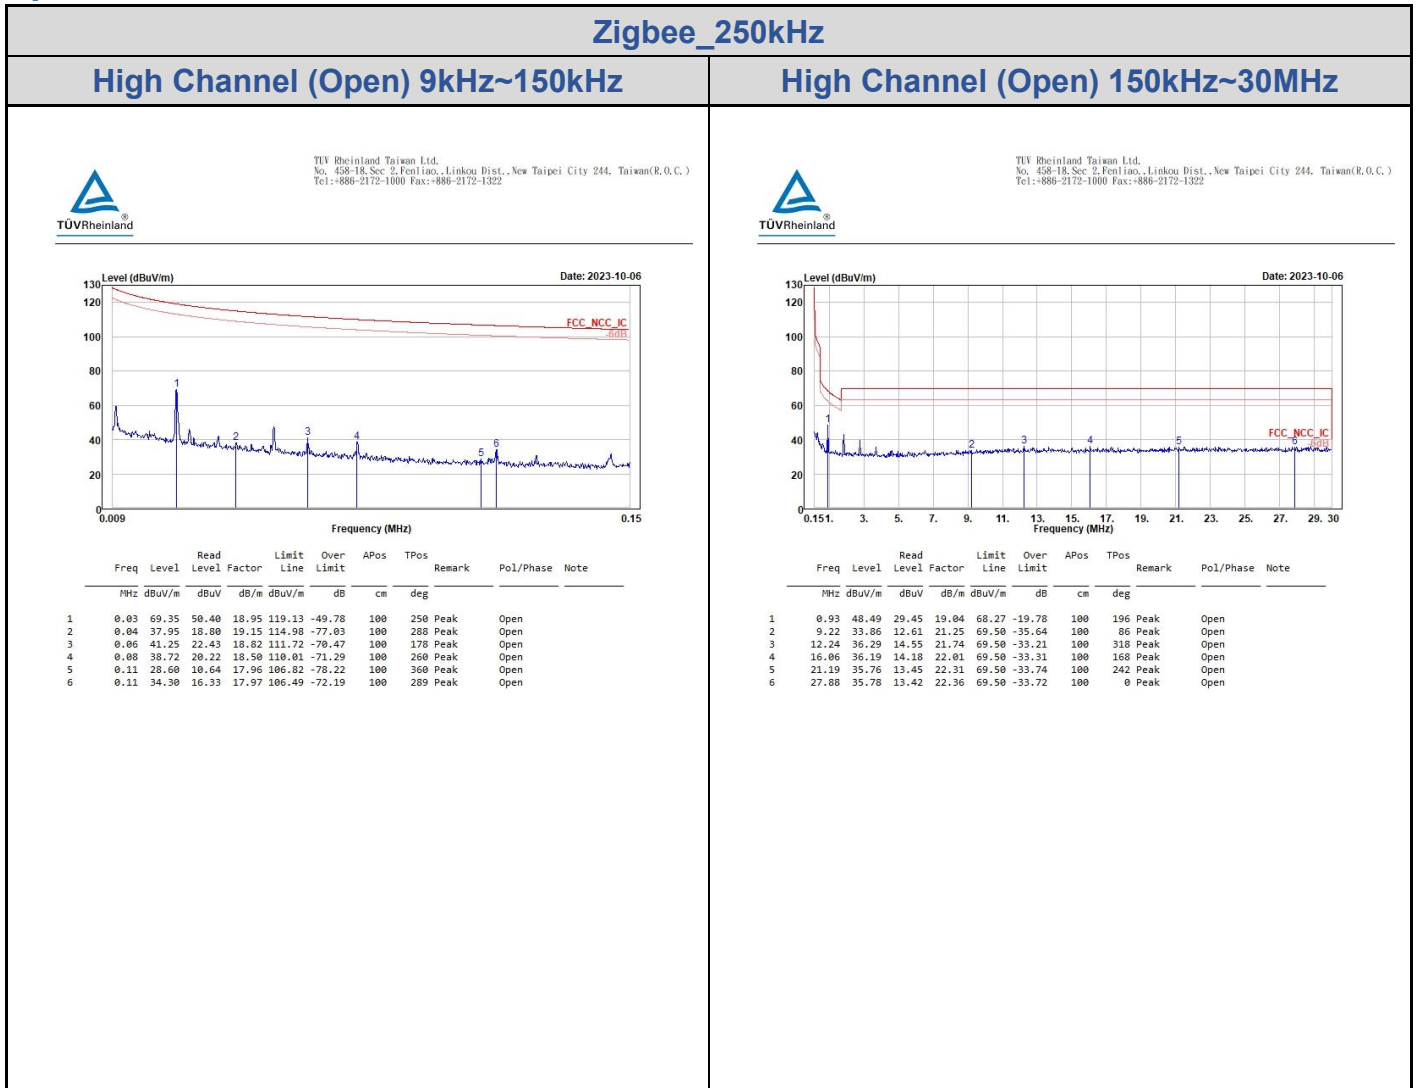 Zigbee_250kHz
High Channel (Open) 9kHz~150kHz
TUV Rheinland Taiwan Ltd.
No. 458-18.Sec 2.Fenliao..Linkou Dist..New Taipei City 244. Taiwan(R.O.C.)
Tel:+886-2172-1000 Fax:+886-2172-1322
TÜVRheinland®
Level (dBuV/m) Date: 2023-10-06
130
120
100
80
60
40
20
0
FCC_NCC_IC
-6dB
1 2 3 4 5 6
0.009 0.15
Frequency (MHz)
Read Limit Over APos TPos
Freq Level Level Factor Line Limit Remark Pol/Phase Note
MHz dBuV/m dBuV dB/m dBuV/m dB cm deg
1 0.03 69.35 50.40 18.95 119.13 -49.78 100 250 Peak Open
2 0.04 37.95 18.80 19.15 114.98 -77.03 100 288 Peak Open
3 0.06 41.25 22.43 18.82 111.72 -70.47 100 178 Peak Open
4 0.08 38.72 20.22 18.50 110.01 -71.29 100 260 Peak Open
5 0.11 28.60 10.64 17.96 106.82 -78.22 100 360 Peak Open
6 0.11 34.30 16.33 17.97 106.49 -72.19 100 289 Peak Open
High Channel (Open) 150kHz~30MHz
TUV Rheinland Taiwan Ltd.
No. 458-18.Sec 2.Fenliao..Linkou Dist..New Taipei City 244. Taiwan(R.O.C.)
Tel:+886-2172-1000 Fax:+886-2172-1322
TÜVRheinland®
Level (dBuV/m) Date: 2023-10-06
130
120
100
80
60
40
20
0
FCC_NCC_IC
-6dB
1 2 3 4 5 6
0.151. 3. 5. 7. 9. 11. 13. 15. 17. 19. 21. 23. 25. 27. 29. 30
Frequency (MHz)
Read Limit Over APos TPos
Freq Level Level Factor Line Limit Remark Pol/Phase Note
MHz dBuV/m dBuV dB/m dBuV/m dB cm deg
1 0.93 48.49 29.45 19.04 68.27 -19.78 100 196 Peak Open
2 9.22 33.86 12.61 21.25 69.50 -35.64 100 86 Peak Open
3 12.24 36.29 14.55 21.74 69.50 -33.21 100 318 Peak Open
4 16.06 36.19 14.18 22.01 69.50 -33.31 100 168 Peak Open
5 21.19 35.76 13.45 22.31 69.50 -33.74 100 242 Peak Open
6 27.88 35.78 13.42 22.36 69.50 -33.72 100 0 Peak Open